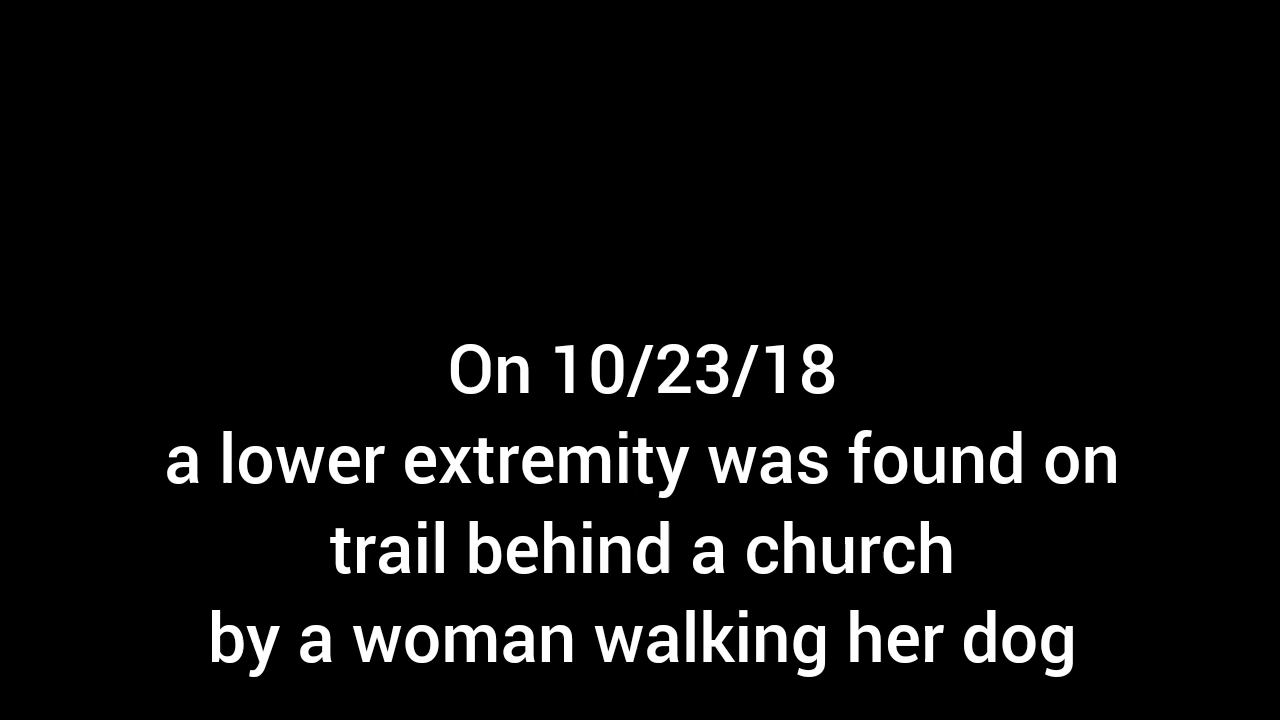 On 10/23/18
a lower extremity was found on
trail behind a church
by a woman walking her dog